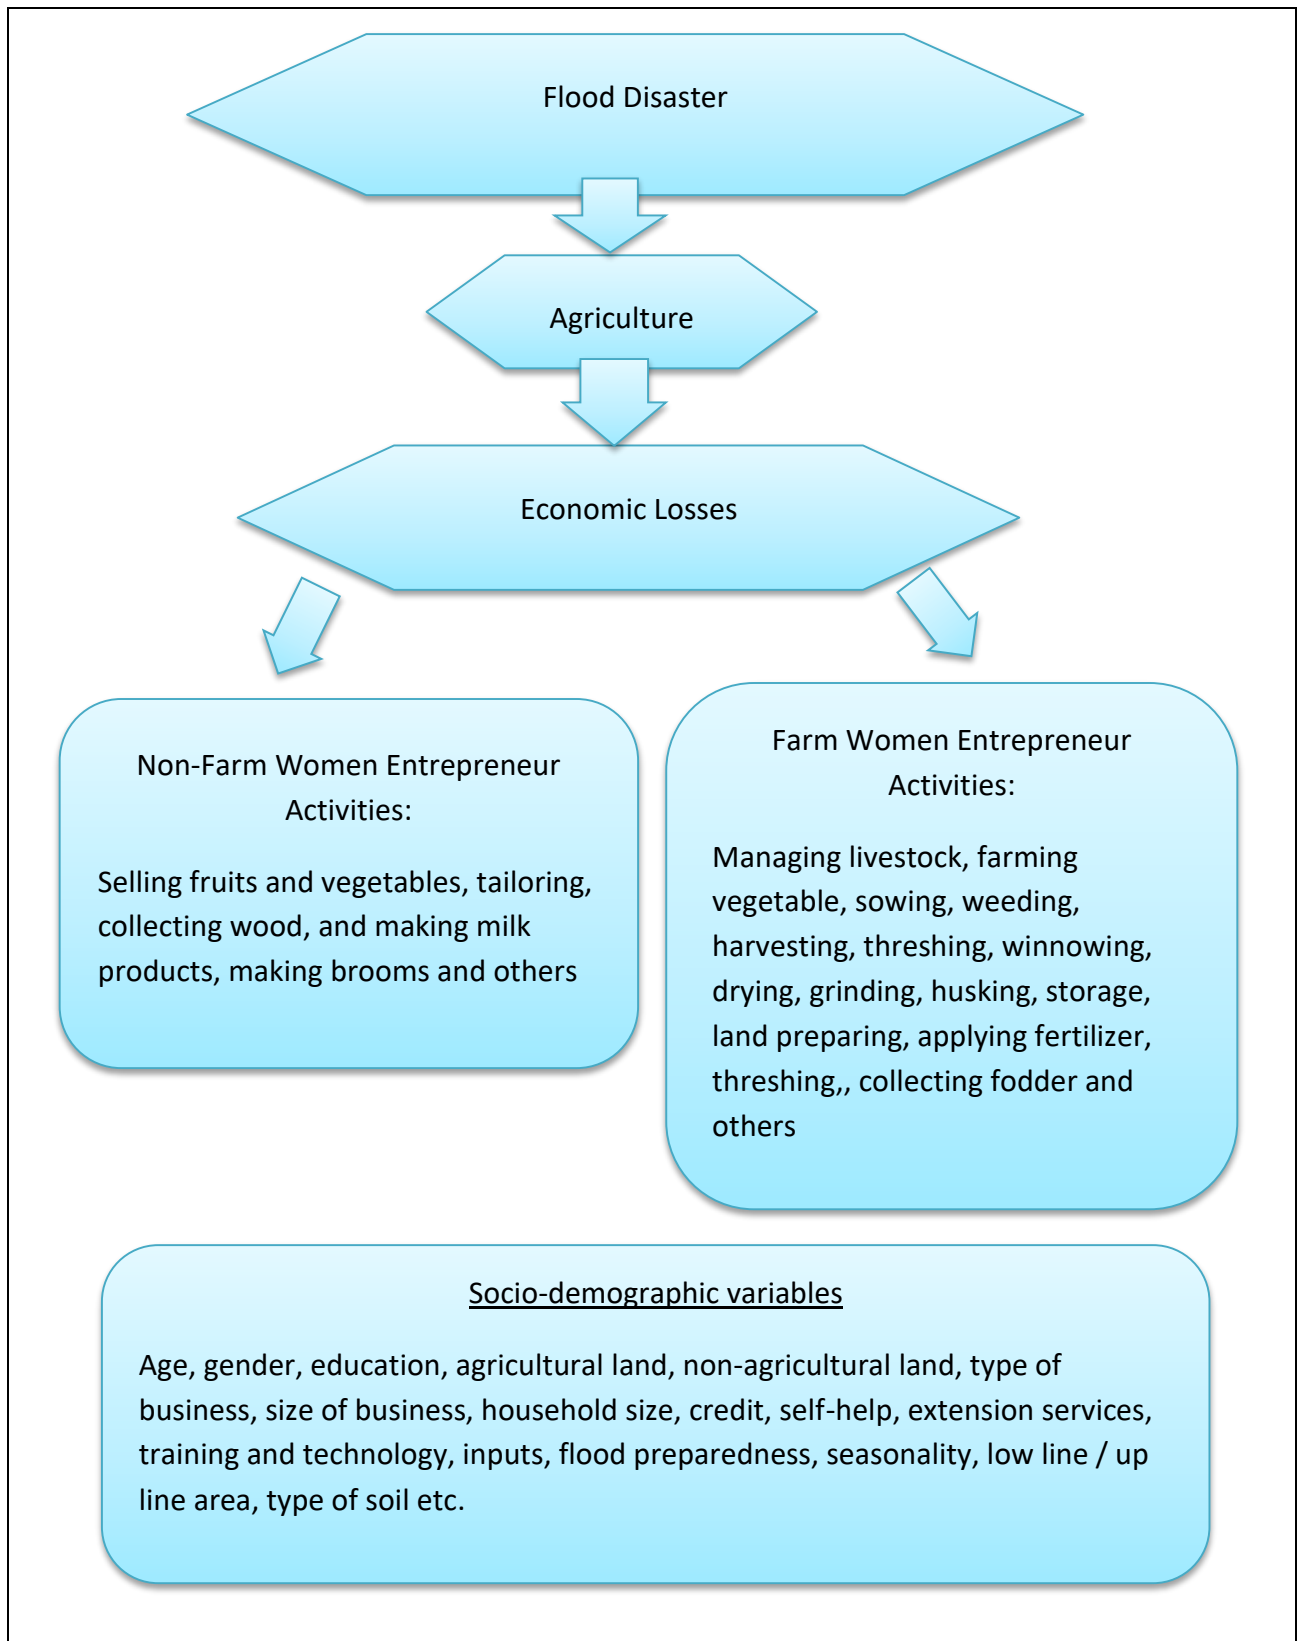 Flood Disaster
Agriculture
Economic Losses
Non-Farm Women Entrepreneur
Activities:
Selling fruits and vegetables, tailoring,
collecting wood, and making milk
products, making brooms and others
Farm Women Entrepreneur
Activities:
Managing livestock, farming
vegetable, sowing, weeding,
harvesting, threshing, winnowing,
drying, grinding, husking, storage,
land preparing, applying fertilizer,
threshing,, collecting fodder and
others
Socio-demographic variables
Age, gender, education, agricultural land, non-agricultural land, type of
business, size of business, household size, credit, self-help, extension services,
training and technology, inputs, flood preparedness, seasonality, low line / up
line area, type of soil etc.